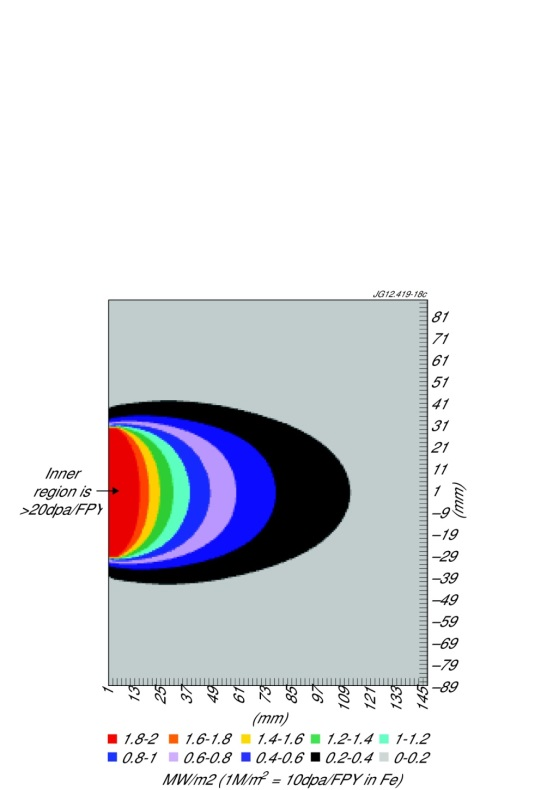 JG12.419-18c
81
71
61
51
41
31
21
11
1
–9
–19
–29
–39
–49
–59
–69
–79
–89
(mm)
Inner
region is
>20dpa/FPY
1 13 25 37 49 61 73 85 97 109 121 133 145
(mm)
1.8-2 1.6-1.8 1.4-1.6 1.2-1.4 1-1.2
0.8-1 0.6-0.8 0.4-0.6 0.2-0.4 0-0.2
MW/m2 (1M/m² = 10dpa/FPY in Fe)